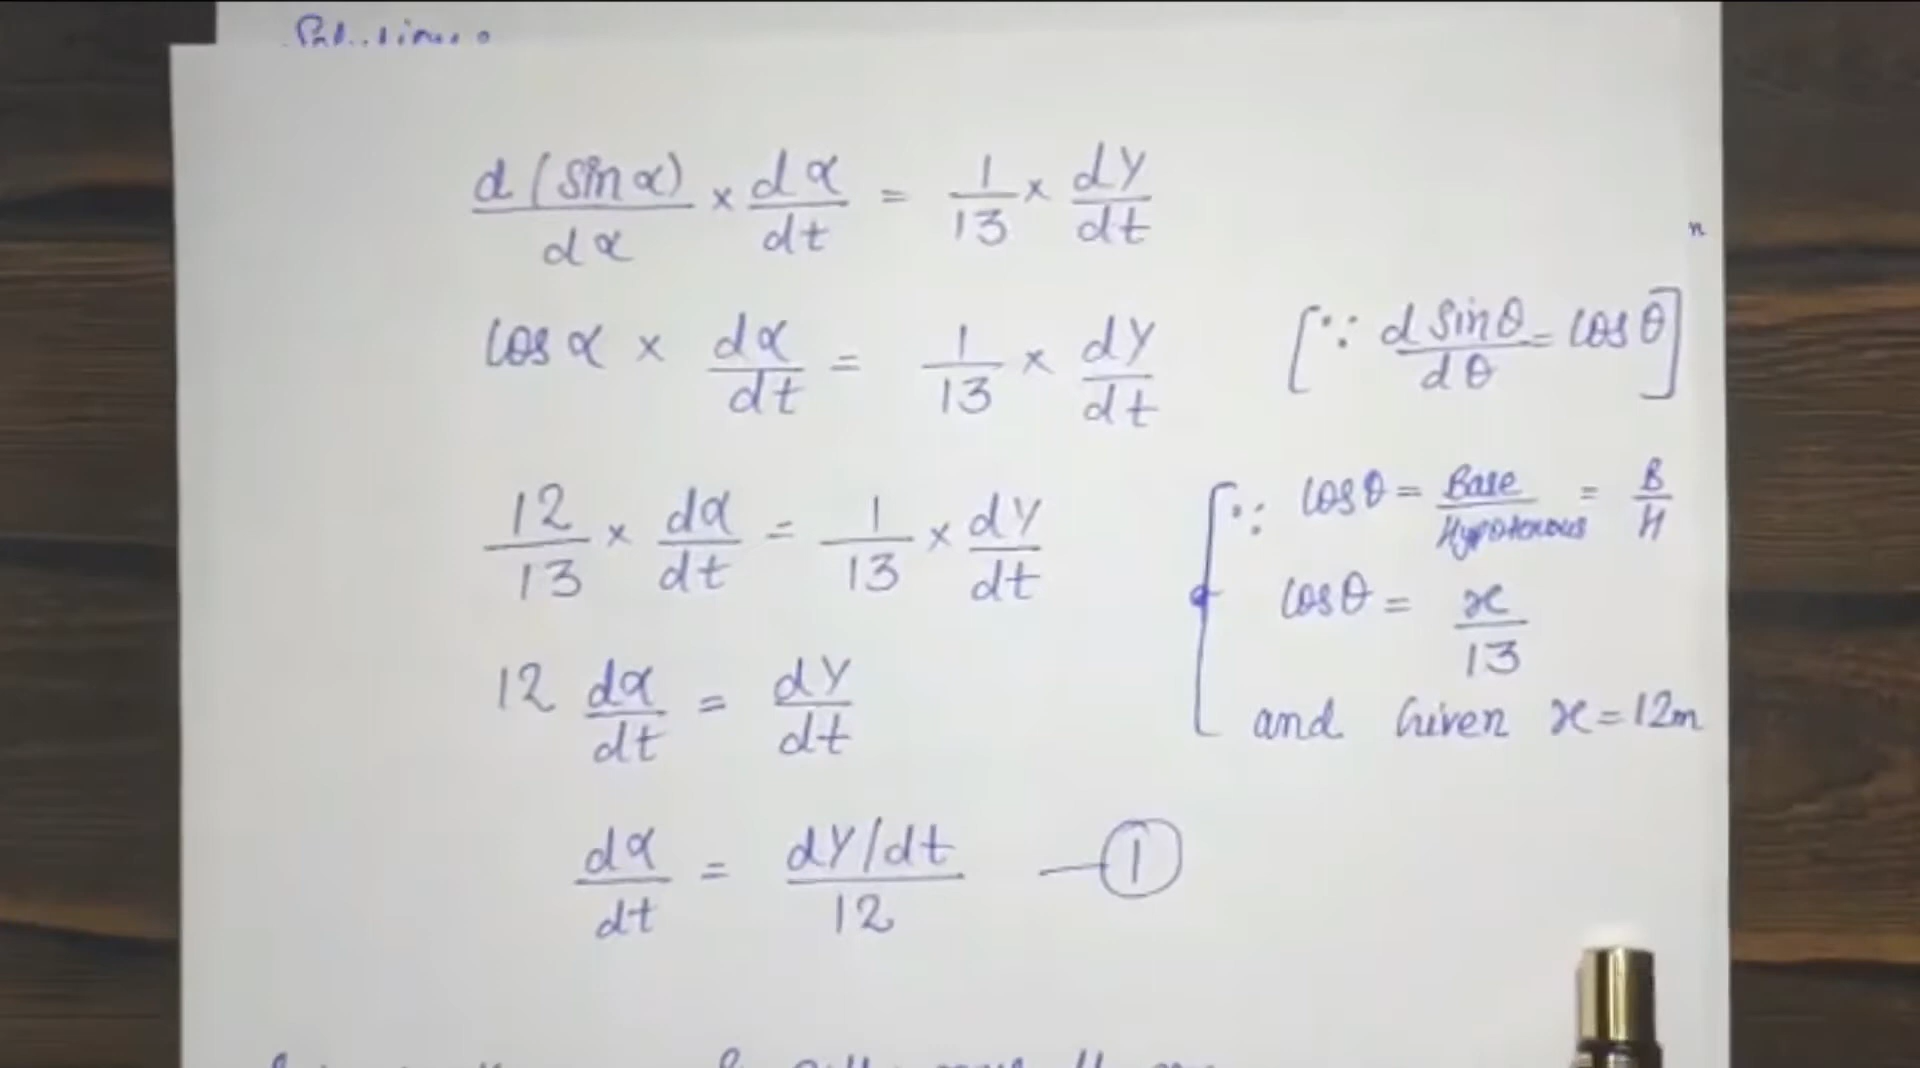 d(sin α)/dα × dα/dt = 1/13 × dy/dt
n
cos α × dα/dt = 1/13 × dy/dt [∵ d sinθ/dθ = cosθ]
12/13 × dα/dt = 1/13 × dy/dt [∵ cosθ = Base/Hypotenous = B/H
cosθ = x/13
12 dα/dt = dy/dt and Given x = 12m
dα/dt = dy/dt/12 — ①